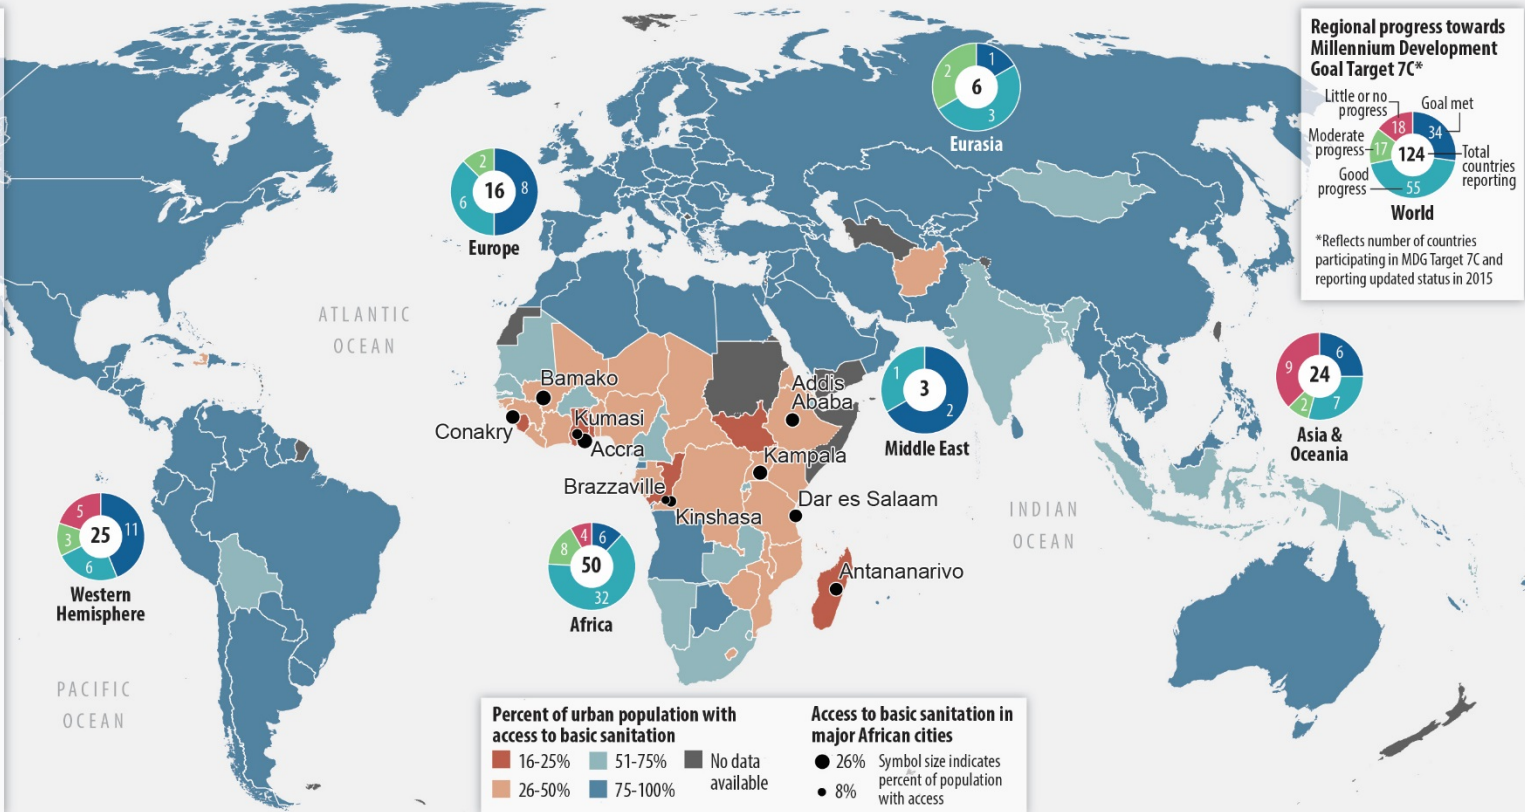 Regional progress towards
Millennium Development
Goal Target 7C*
Little or no
progress
Goal met
18
34
Moderate
progress
17
124
Total
countries
reporting
Good
progress
55
World
*Reflects number of countries
participating in MDG Target 7C and
reporting updated status in 2015
2
1
6
3
Eurasia
2
16
8
6
Europe
ATLANTIC
OCEAN
Bamako
Conakry
Kumasi
Accra
Addis
Ababa
Kampala
Brazzaville
Kinshasa
Dar es Salaam
Antananarivo
1
3
2
Middle East
9
6
24
2
7
Asia &
Oceania
INDIAN
OCEAN
5
11
25
3
6
Western
Hemisphere
4
6
8
50
32
Africa
PACIFIC
OCEAN
Percent of urban population with
access to basic sanitation
16-25%
51-75%
No data
available
26-50%
75-100%
Access to basic sanitation in
major African cities
26%
8%
Symbol size indicates
percent of population
with access